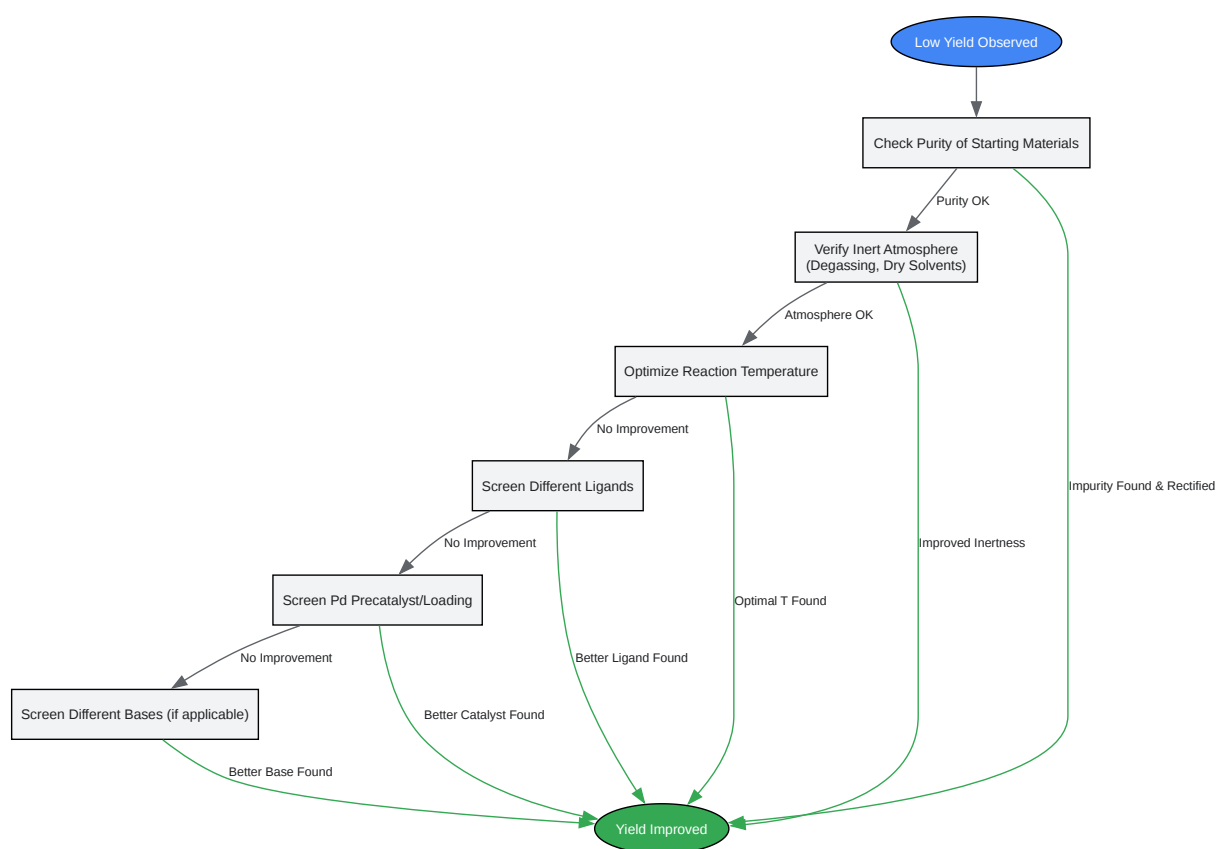 Low Yield Observed
Check Purity of Starting Materials
Purity OK
Verify Inert Atmosphere
(Degassing, Dry Solvents)
Atmosphere OK
Optimize Reaction Temperature
No Improvement
Screen Different Ligands
Impurity Found & Rectified
No Improvement
Improved Inertness
Screen Pd Precatalyst/Loading
Optimal T Found
No Improvement
Better Ligand Found
Screen Different Bases (if applicable)
Better Catalyst Found
Better Base Found
Yield Improved